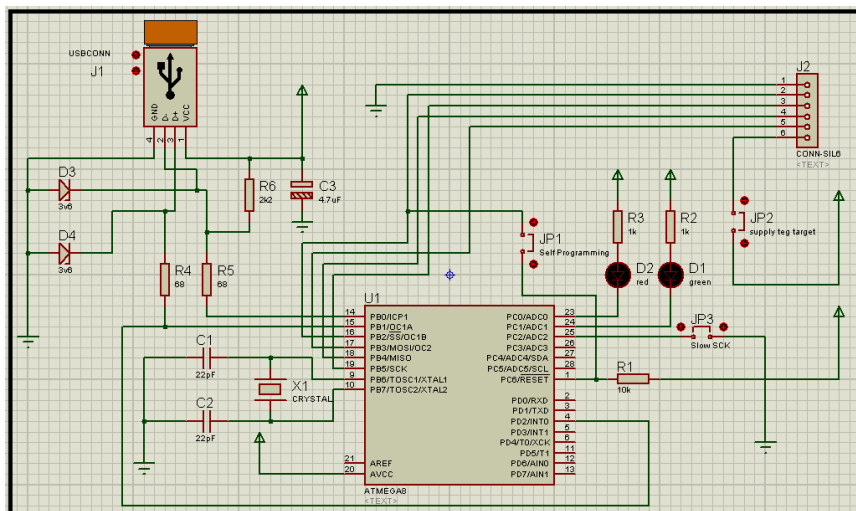 USBCONN
J1
GND
D-
D+
VCC
4
2
3
1
D3
3v6
D4
3v6
R6
2k2
C3
4.7uF
R4
68
R5
68
J2
1
2
3
4
5
6
CONN-SIL6
<TEXT>
JP1
Self Programming
R3
1k
R2
1k
D2
red
D1
green
JP2
supply teg target
JP3
Slow SCK
R1
10k
C1
22pF
C2
22pF
X1
CRYSTAL
U1
14 PB0/ICP1
15 PB1/OC1A
16 PB2/SS/OC1B
17 PB3/MOSI/OC2
18 PB4/MISO
19 PB5/SCK
9 PB6/TOSC1/XTAL1
10 PB7/TOSC2/XTAL2
21 AREF
20 AVCC
PC0/ADC0 23
PC1/ADC1 24
PC2/ADC2 25
PC3/ADC3 26
PC4/ADC4/SDA 27
PC5/ADC5/SCL 28
PC6/RESET 1
PD0/RXD 2
PD1/TXD 3
PD2/INT0 4
PD3/INT1 5
PD4/T0/XCK 6
PD5/T1 11
PD6/AIN0 12
PD7/AIN1 13
ATMEGA8
<TEXT>